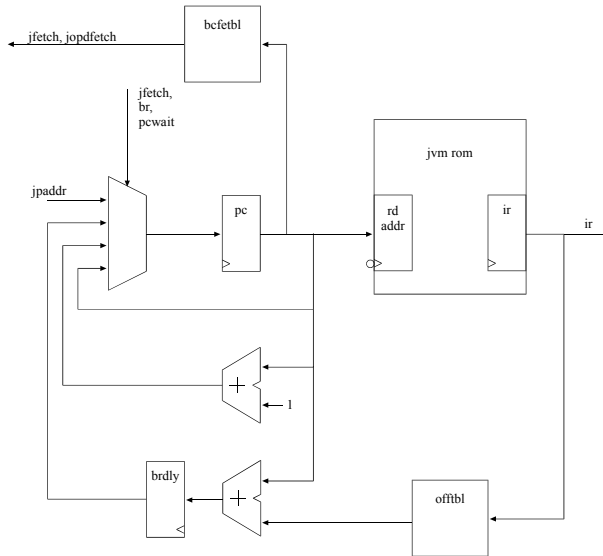 bcfetbl
jfetch, jopdfetch
jfetch,
br,
pcwait
jvm rom
jpaddr
pc
rd
addr
ir
ir
+
1
brdly
+
offtbl